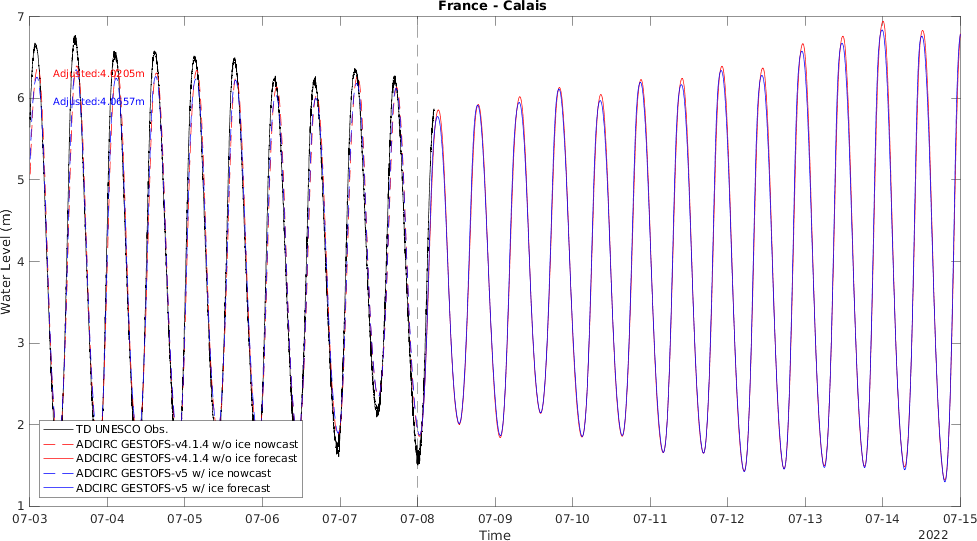 France - Calais
7
6
5
4
3
2
1
Water Level (m)
Adjusted:4.0205m
Adjusted:4.0657m
TD UNESCO Obs.
ADCIRC GESTOFS-v4.1.4 w/o ice nowcast
ADCIRC GESTOFS-v4.1.4 w/o ice forecast
ADCIRC GESTOFS-v5 w/ ice nowcast
ADCIRC GESTOFS-v5 w/ ice forecast
07-03 07-04 07-05 07-06 07-07 07-08 07-09 07-10 07-11 07-12 07-13 07-14 07-15
Time
2022